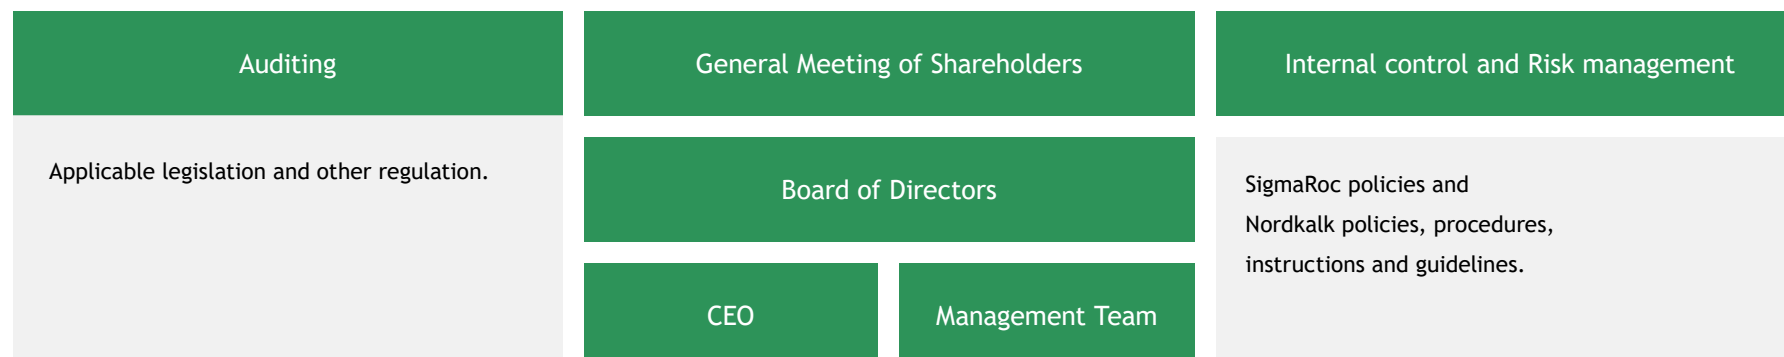 Auditing
Applicable legislation and other regulation.
General Meeting of Shareholders
Board of Directors
CEO
Management Team
Internal control and Risk management
SigmaRoc policies and
Nordkalk policies, procedures,
instructions and guidelines.